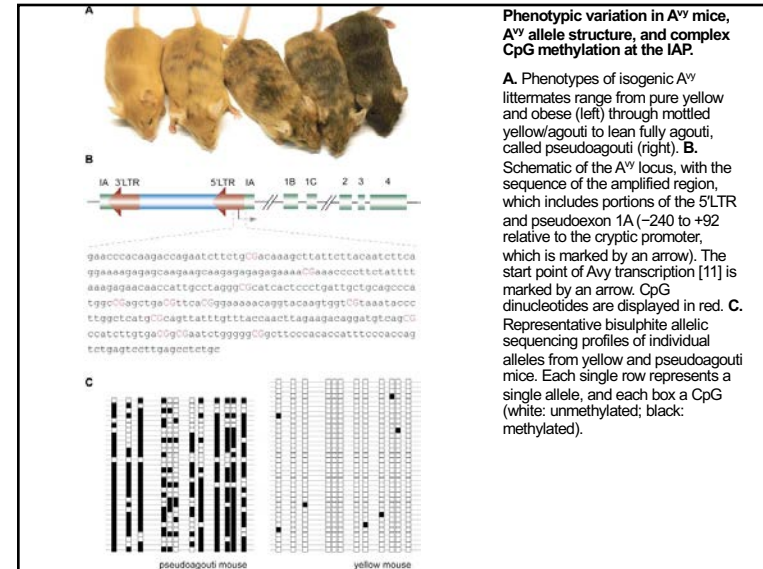 A
B
IA 3'LTR 5'LTR IA 1B 1C 2 3 4
gaacccacaagaccagaatcttctgCGacaaagcttattcttacaatcttca
ggaaaagagagcaagaagcaagagagagagaaaaCGaaaccccttctatttt
aaagagaacaaccattgcctagggCGcatcactccctgattgctgcagccca
tggcCGagctgaCGttcaCGggaaaaacaggtacaagtggtCGtaaatacc
ttggctcatgCGcagttatttgtttaccaacttagaagacaggatgtcagCG
ccatcttgtgaCGgCGaatctgggggCGgcttcccacaccatttcccaccag
tctgagtccttgagcctctgc
C
pseudoagouti mouse yellow mouse
Phenotypic variation in Avy mice,
Avy allele structure, and complex
CpG methylation at the IAP.
A. Phenotypes of isogenic Avy
littermates range from pure yellow
and obese (left) through mottled
yellow/agouti to lean fully agouti,
called pseudoagouti (right). B.
Schematic of the Avy locus, with the
sequence of the amplified region,
which includes portions of the 5′LTR
and pseudoexon 1A (−240 to +92
relative to the cryptic promoter,
which is marked by an arrow). The
start point of Avy transcription [11] is
marked by an arrow. CpG
dinucleotides are displayed in red. C.
Representative bisulphite allelic
sequencing profiles of individual
alleles from yellow and pseudoagouti
mice. Each single row represents a
single allele, and each box a CpG
(white: unmethylated; black:
methylated).